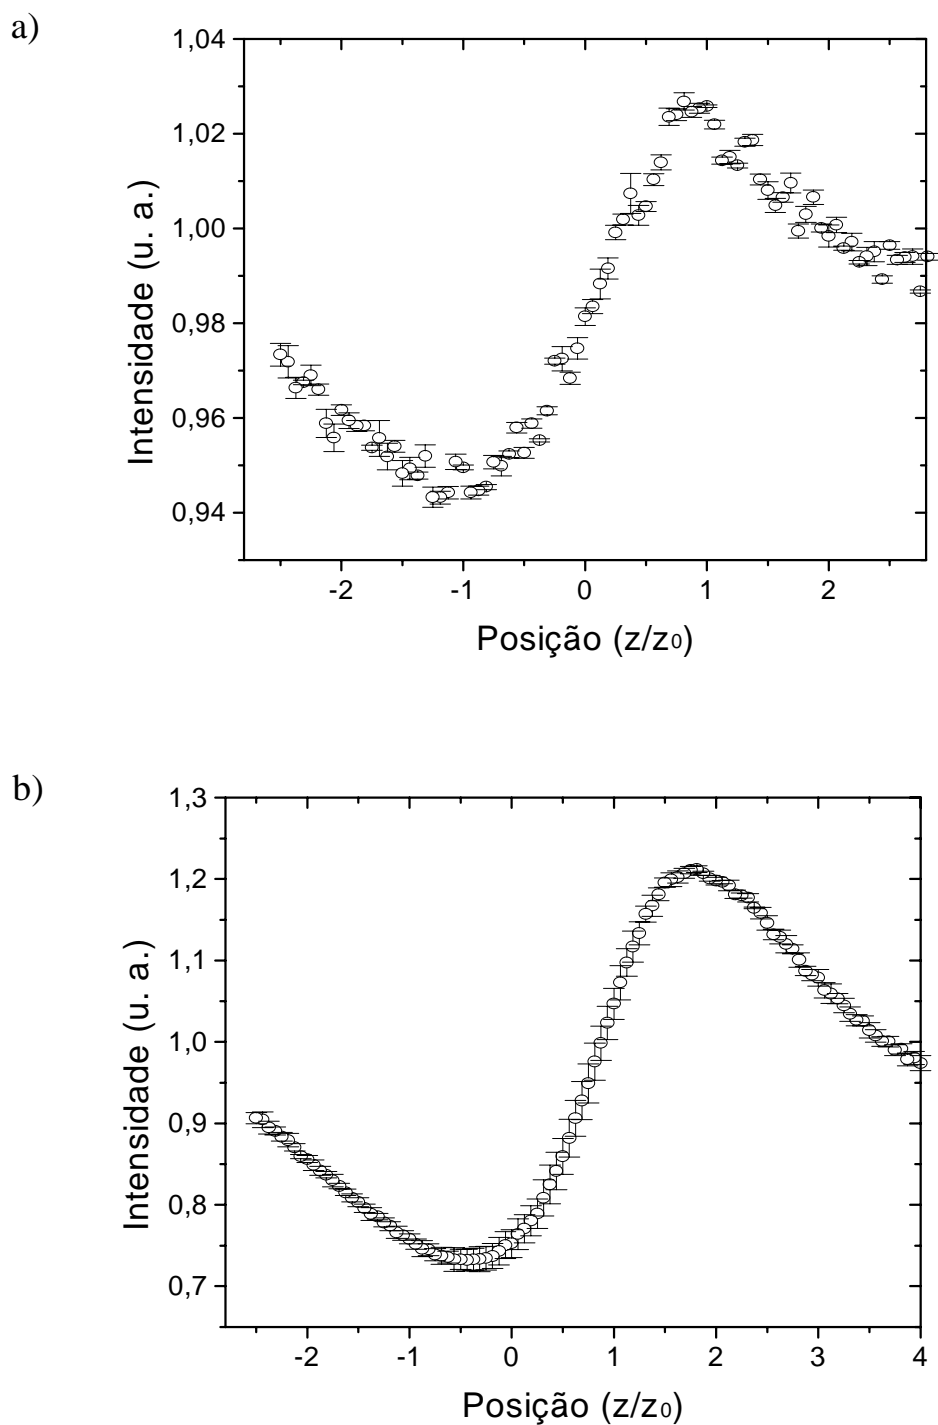 a)
1,04
1,02
1,00
0,98
0,96
0,94
Intensidade (u. a.)
-2 -1 0 1 2
Posição (z/z0)
b)
1,3
1,2
1,1
1,0
0,9
0,8
0,7
Intensidade (u. a.)
-2 -1 0 1 2 3 4
Posição (z/z0)